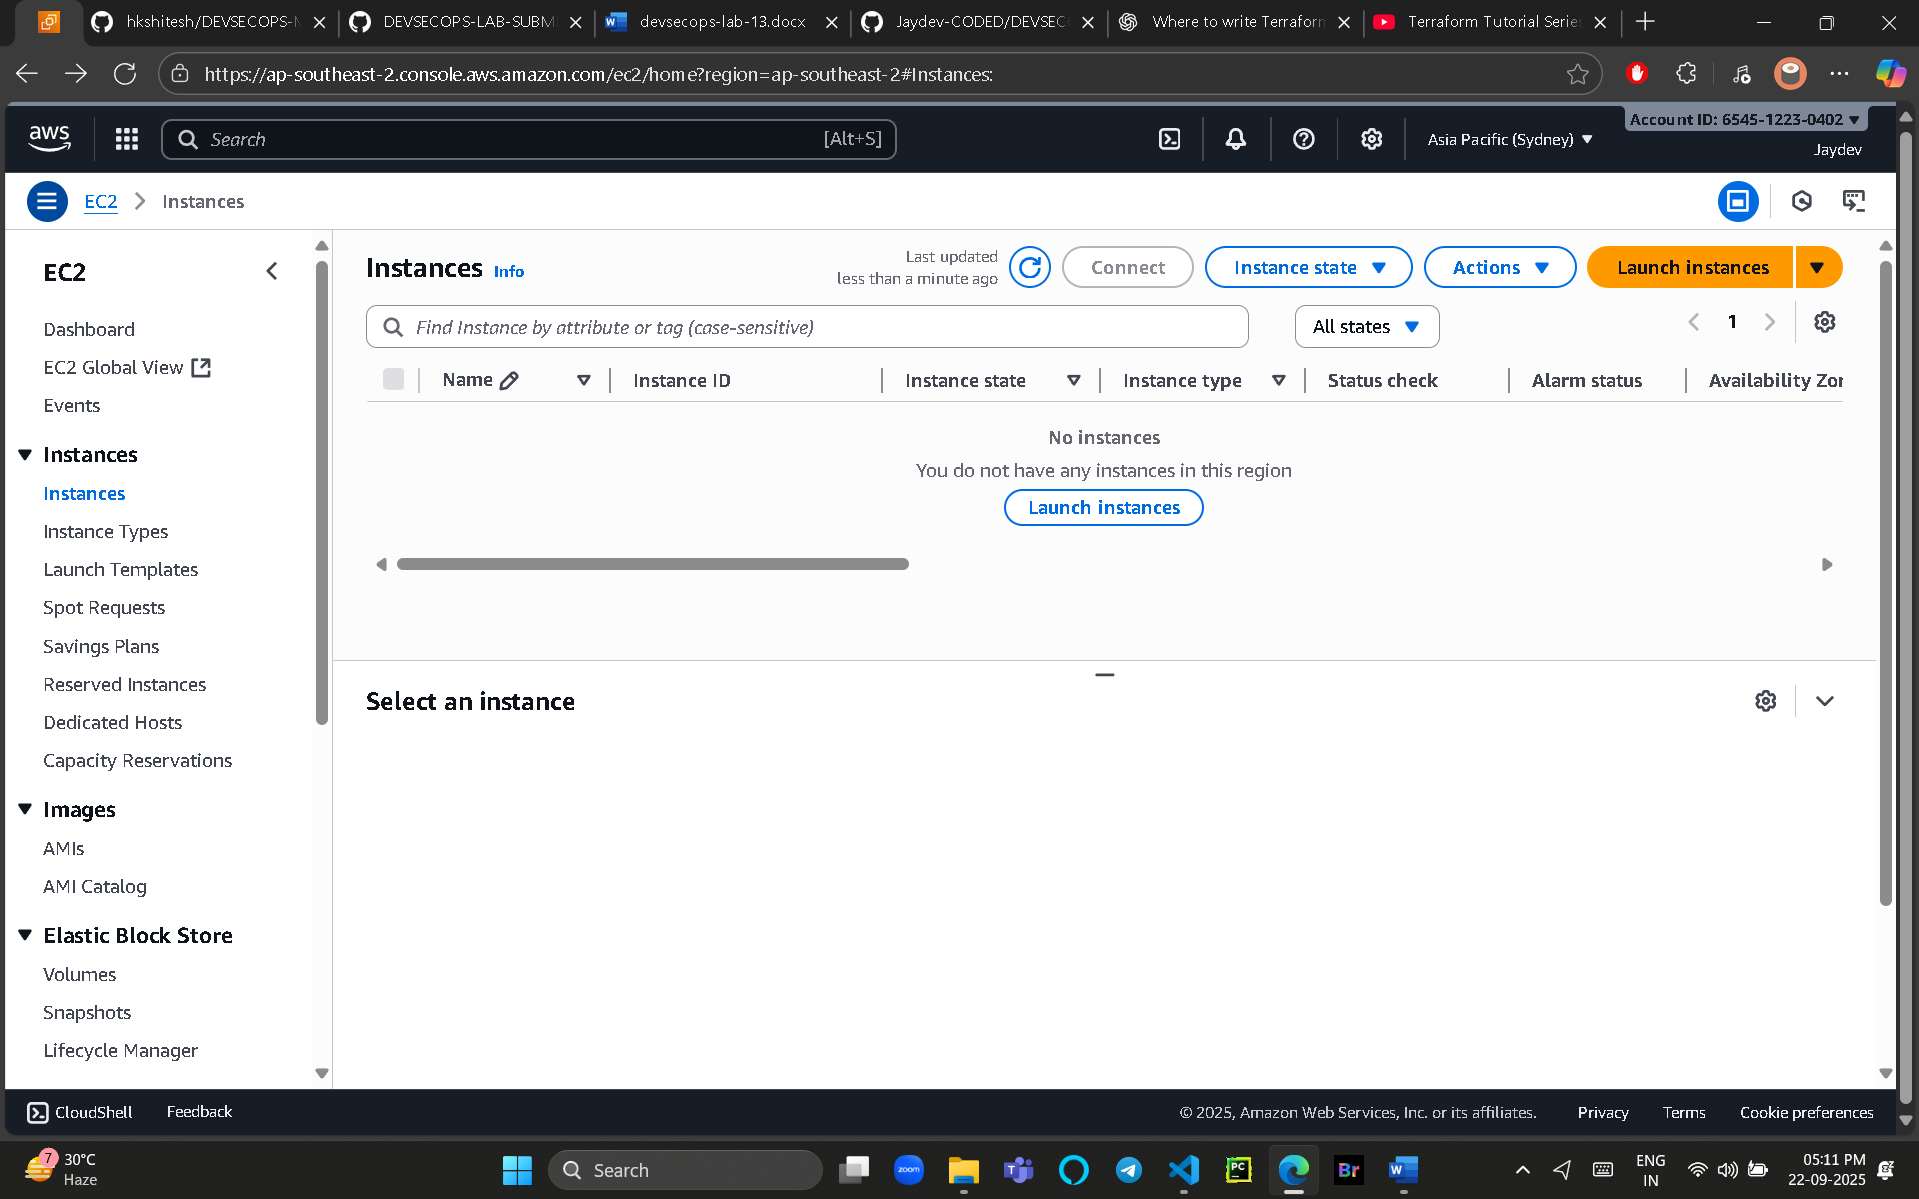 hkshitesh/DEVSECOPS-M
DEVSECOPS-LAB-SUBMI
devsecops-lab-13.docx
Jaydev-CODED/DEVSEC
Where to write Terraform
Terraform Tutorial Series
https://ap-southeast-2.console.aws.amazon.com/ec2/home?region=ap-southeast-2#Instances:
aws
Search
[Alt+S]
Asia Pacific (Sydney)
Account ID: 6545-1223-0402
Jaydev
EC2
Instances
EC2
Dashboard
EC2 Global View
Events
Instances
Instances
Instance Types
Launch Templates
Spot Requests
Savings Plans
Reserved Instances
Dedicated Hosts
Capacity Reservations
Images
AMIs
AMI Catalog
Elastic Block Store
Volumes
Snapshots
Lifecycle Manager
Instances Info
Last updated
less than a minute ago
Connect
Instance state
Actions
Launch instances
Find Instance by attribute or tag (case-sensitive)
All states
1
Name
Instance ID
Instance state
Instance type
Status check
Alarm status
Availability Zon
No instances
You do not have any instances in this region
Launch instances
Select an instance
CloudShell
Feedback
© 2025, Amazon Web Services, Inc. or its affiliates.
Privacy
Terms
Cookie preferences
7
30°C
Haze
Search
zoom
PC
Br
ENG
IN
05:11 PM
22-09-2025